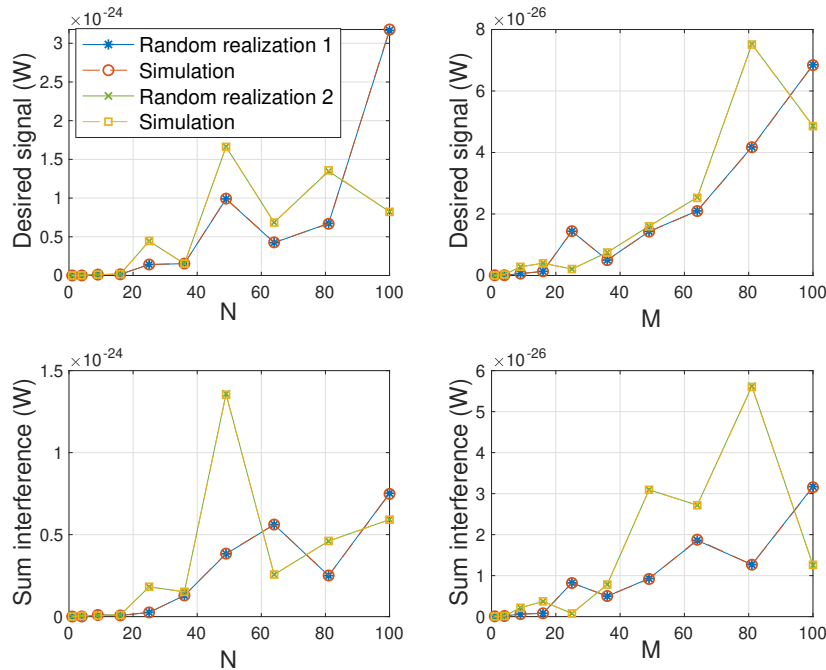 ×10-24
3
2.5
2
1.5
1
0.5
0
0 20 40 60 80 100
N
Desired signal (W)
Random realization 1
Simulation
Random realization 2
Simulation
×10-26
8
6
4
2
0
0 20 40 60 80 100
M
Desired signal (W)
×10-24
1.5
1
0.5
0
0 20 40 60 80 100
N
Sum interference (W)
×10-26
6
5
4
3
2
1
0
0 20 40 60 80 100
M
Sum interference (W)